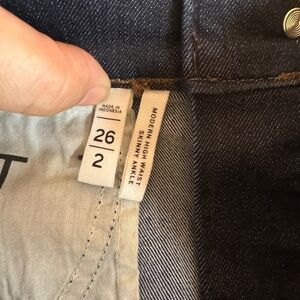 MADE IN
INDONESIA
26
2
MODERN HIGH WAIST
SKINNY ANKLE
T